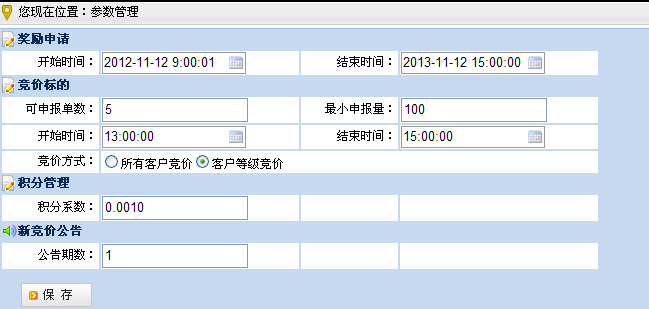 您现在位置：参数管理
奖励申请
开始时间： 2012-11-12 9:00:01 结束时间： 2013-11-12 15:00:00
竞价标的
可申报单数： 5 最小申报量： 100
开始时间： 13:00:00 结束时间： 15:00:00
竞价方式： 所有客户竞价 客户等级竞价
积分管理
积分系数： 0.0010
新竞价公告
公告期数： 1
保 存